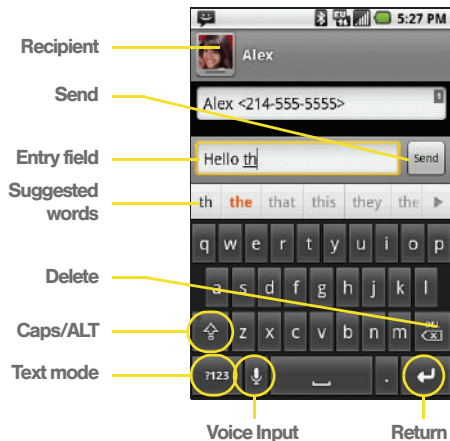 5:27 PM
Recipient
Alex
Send
Alex <214-555-5555>
1
Entry field
Hello th
Send
Suggested words
th the that this they the
q w e r t y u i o p
Delete
a s d f g h j k l
ALT
Caps/ALT
z x c v b n m
Text mode
?123
.
Voice Input
Return